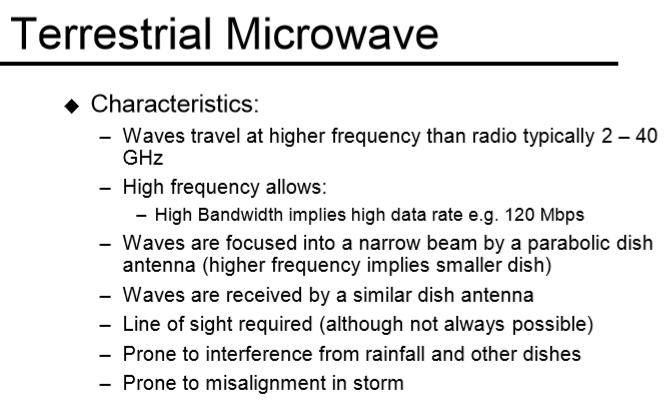 Terrestrial Microwave
◆ Characteristics:
– Waves travel at higher frequency than radio typically 2 – 40
GHz
– High frequency allows:
– High Bandwidth implies high data rate e.g. 120 Mbps
– Waves are focused into a narrow beam by a parabolic dish
antenna (higher frequency implies smaller dish)
– Waves are received by a similar dish antenna
– Line of sight required (although not always possible)
– Prone to interference from rainfall and other dishes
– Prone to misalignment in storm